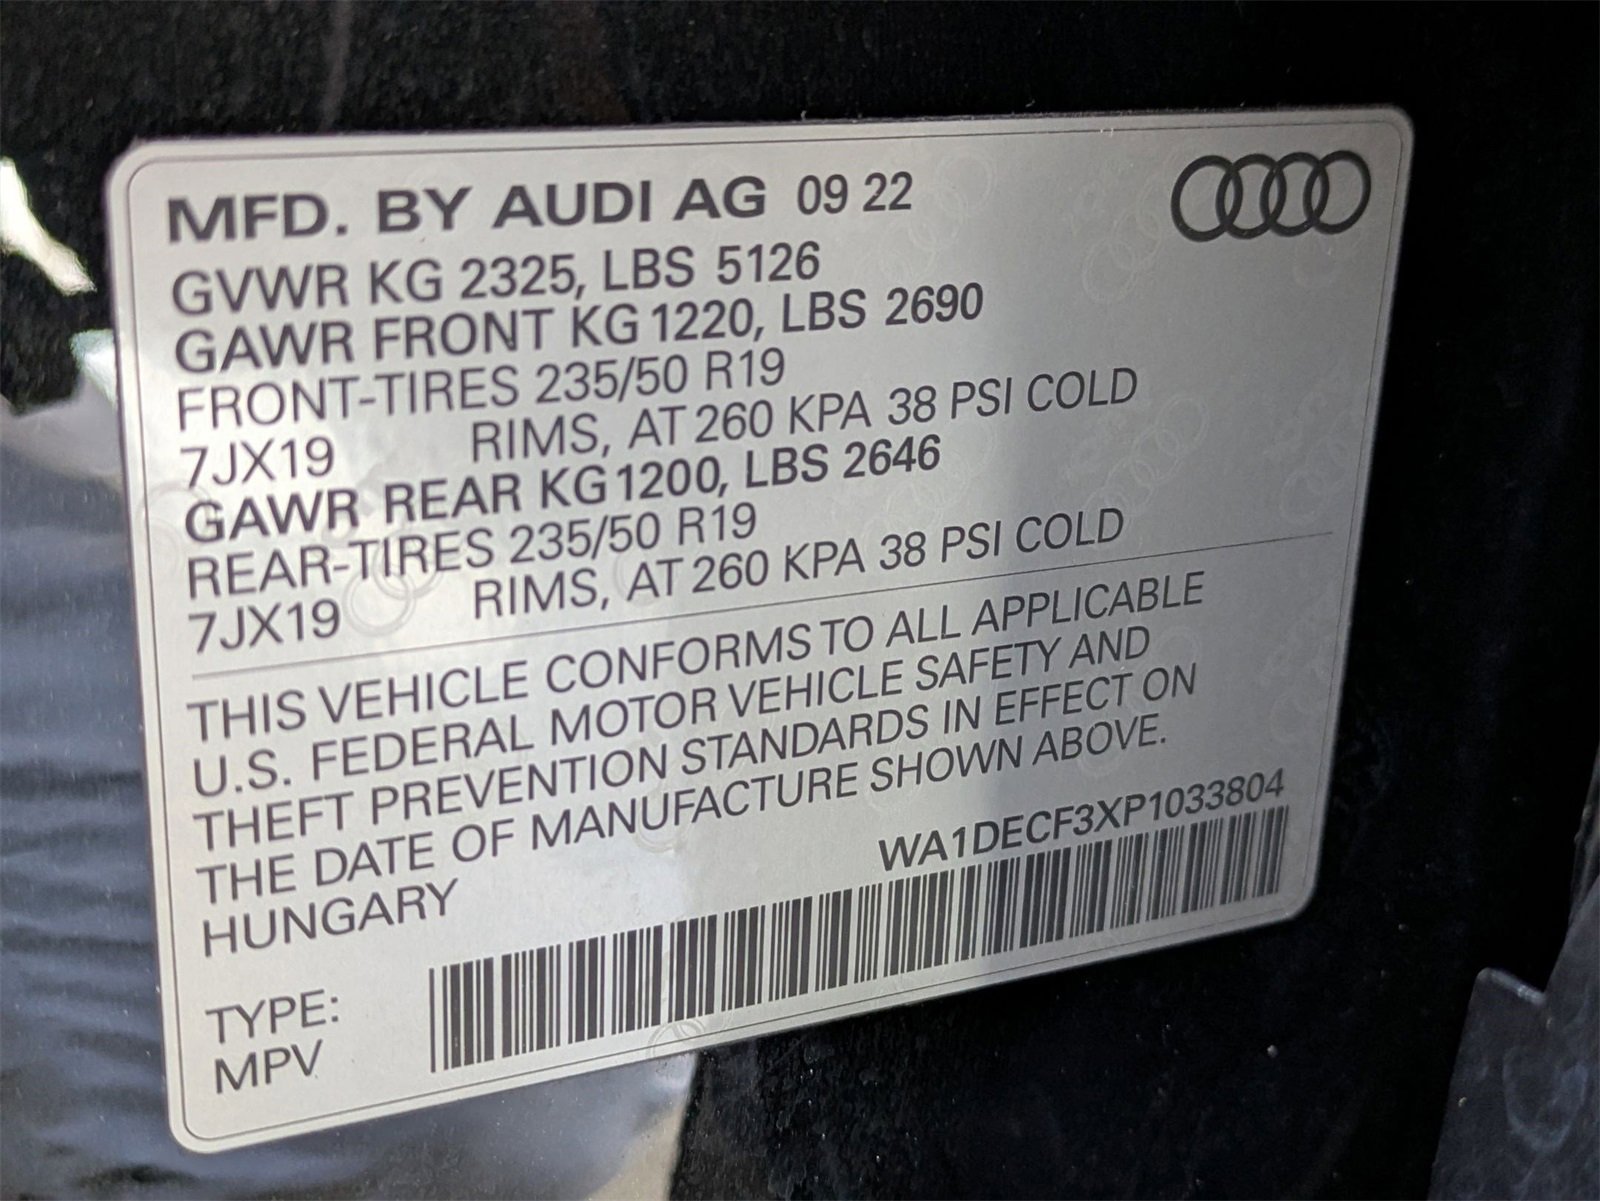 MFD. BY AUDI AG 09 22
GVWR KG 2325, LBS 5126
GAWR FRONT KG 1220, LBS 2690
FRONT-TIRES 235/50 R19
7JX19 RIMS, AT 260 KPA 38 PSI COLD
GAWR REAR KG 1200, LBS 2646
REAR-TIRES 235/50 R19
7JX19 RIMS, AT 260 KPA 38 PSI COLD
THIS VEHICLE CONFORMS TO ALL APPLICABLE
U.S. FEDERAL MOTOR VEHICLE SAFETY AND
THEFT PREVENTION STANDARDS IN EFFECT ON
THE DATE OF MANUFACTURE SHOWN ABOVE.
HUNGARY
WA1DECF3XP1033804
TYPE:
MPV